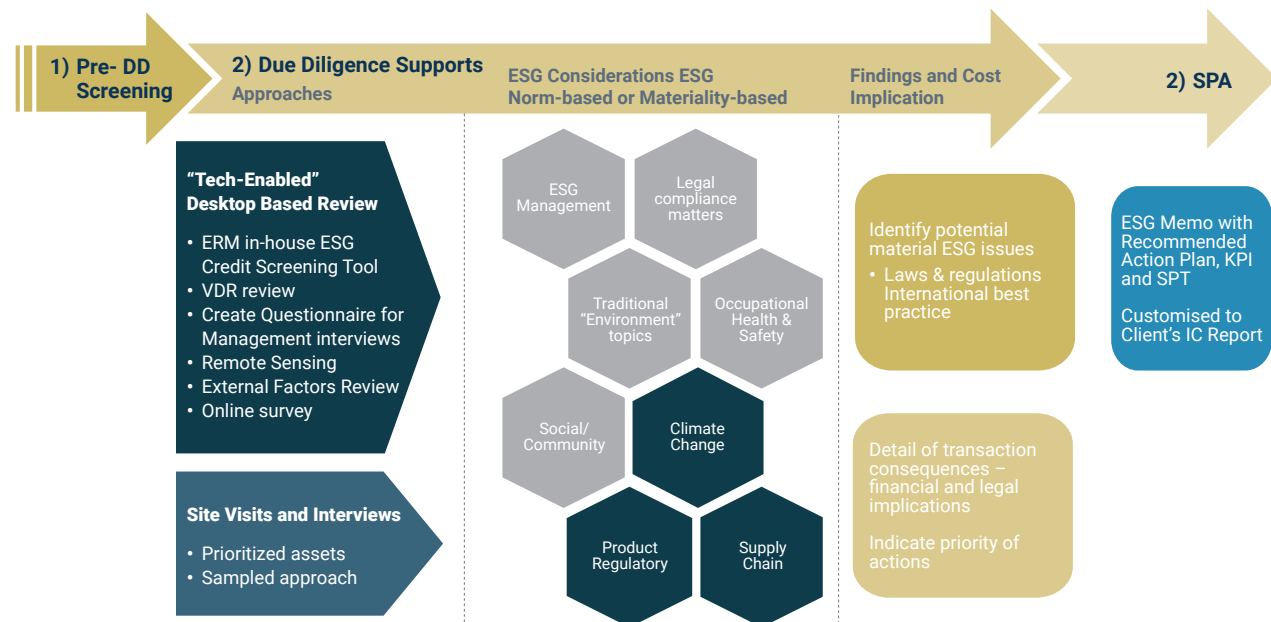 1) Pre- DD
Screening
2) Due Diligence Supports
Approaches
ESG Considerations ESG
Norm-based or Materiality-based
Findings and Cost
Implication
2) SPA
“Tech-Enabled”
Desktop Based Review
• ERM in-house ESG
Credit Screening Tool
• VDR review
• Create Questionnaire for
Management interviews
• Remote Sensing
• External Factors Review
• Online survey
Site Visits and Interviews
• Prioritized assets
• Sampled approach
ESG
Management
Legal
compliance
matters
Traditional
“Environment”
topics
Occupational
Health &
Safety
Social/
Community
Climate
Change
Product
Regulatory
Supply
Chain
Identify potential
material ESG issues
• Laws & regulations
International best
practice
Detail of transaction
consequences –
financial and legal
implications
Indicate priority of
actions
ESG Memo with
Recommended
Action Plan, KPI
and SPT
Customised to
Client’s IC Report